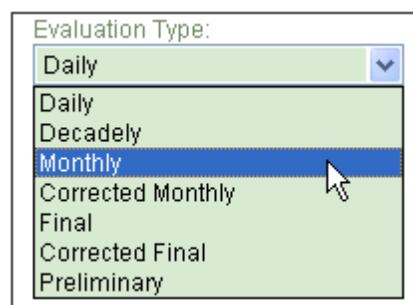 Evaluation Type:
Daily
Daily
Decadely
Monthly
Corrected Monthly
Final
Corrected Final
Preliminary